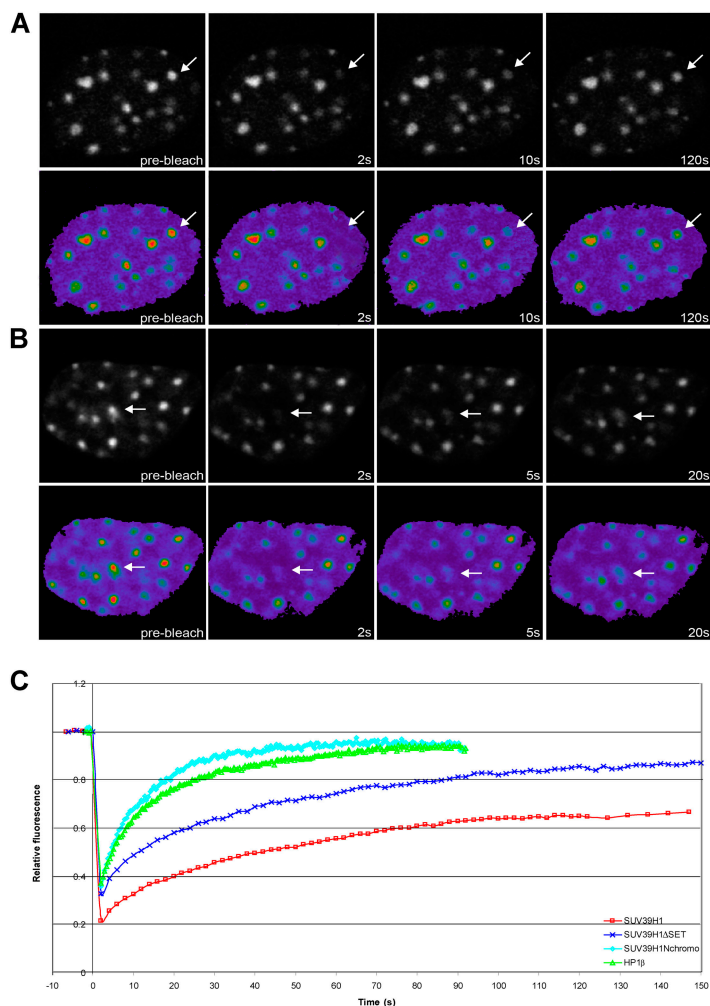 A
pre-bleach 2s 10s 120s
pre-bleach 2s 10s 120s
B
pre-bleach 2s 5s 20s
pre-bleach 2s 5s 20s
C
1.2
1
0.8
0.6
0.4
0.2
0
Relative fluorescence
-10 0 10 20 30 40 50 60 70 80 90 100 110 120 130 140 150
Time (s)
SUV39H1
SUV39H1ΔSET
SUV39H1Nchromo
HP1β